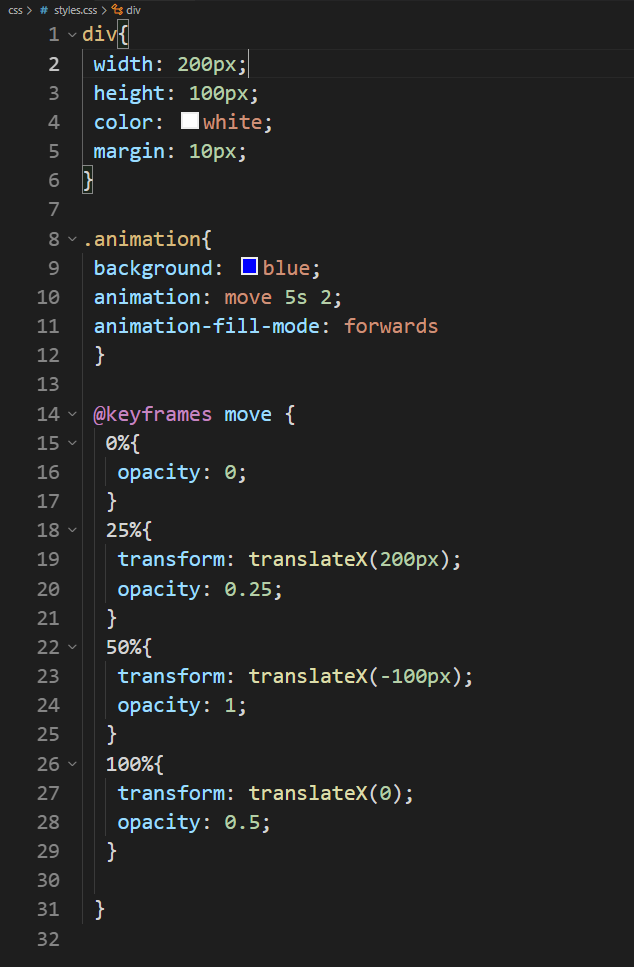 css > # styles.css > div
1 div{
2 width: 200px;
3 height: 100px;
4 color: white;
5 margin: 10px;
6 }
7
8 .animation{
9 background: blue;
10 animation: move 5s 2;
11 animation-fill-mode: forwards
12 }
13
14 @keyframes move {
15 0%{
16 opacity: 0;
17 }
18 25%{
19 transform: translateX(200px);
20 opacity: 0.25;
21 }
22 50%{
23 transform: translateX(-100px);
24 opacity: 1;
25 }
26 100%{
27 transform: translateX(0);
28 opacity: 0.5;
29 }
30
31 }
32